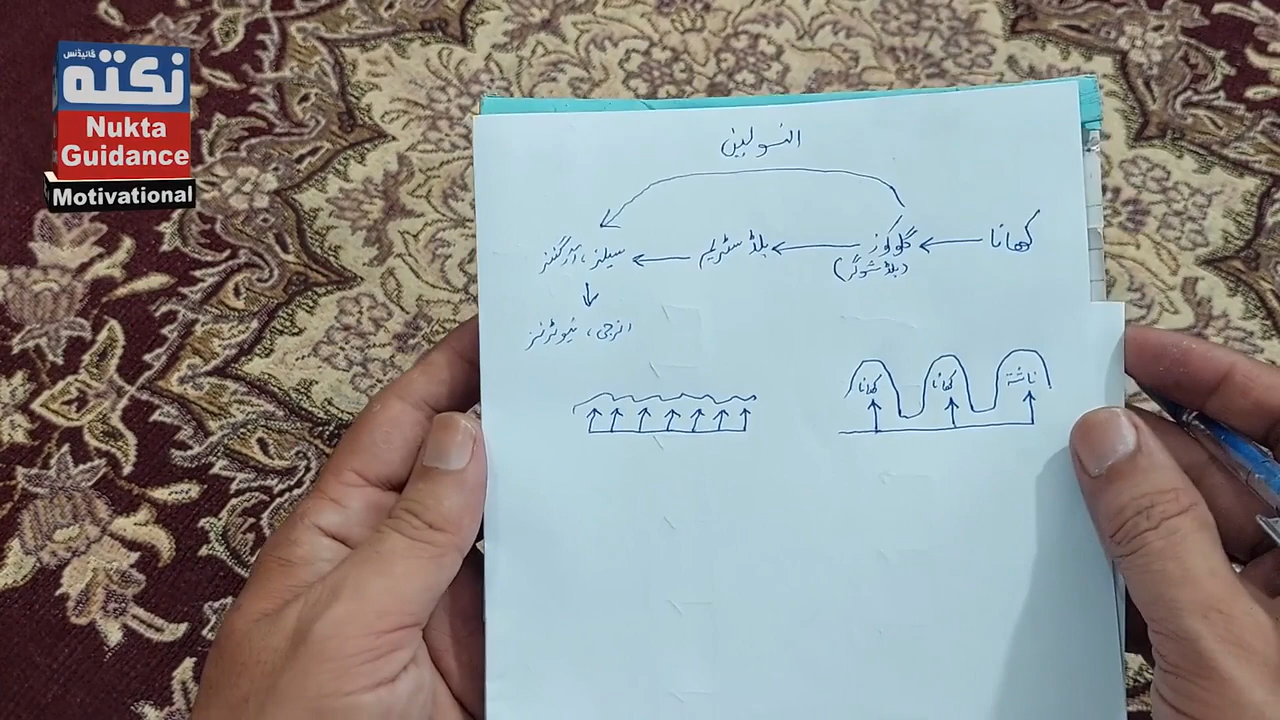 گائیڈنس
نکتہ
Nukta
Guidance
Motivational
انسولین
کھانا ← گلوکوز ← بلڈ سٹریم ← سیلز، آرگنز
(بلڈ شوگر)
↓
انرجی، نیوٹرنز
ناشتہ کھانا کھانا